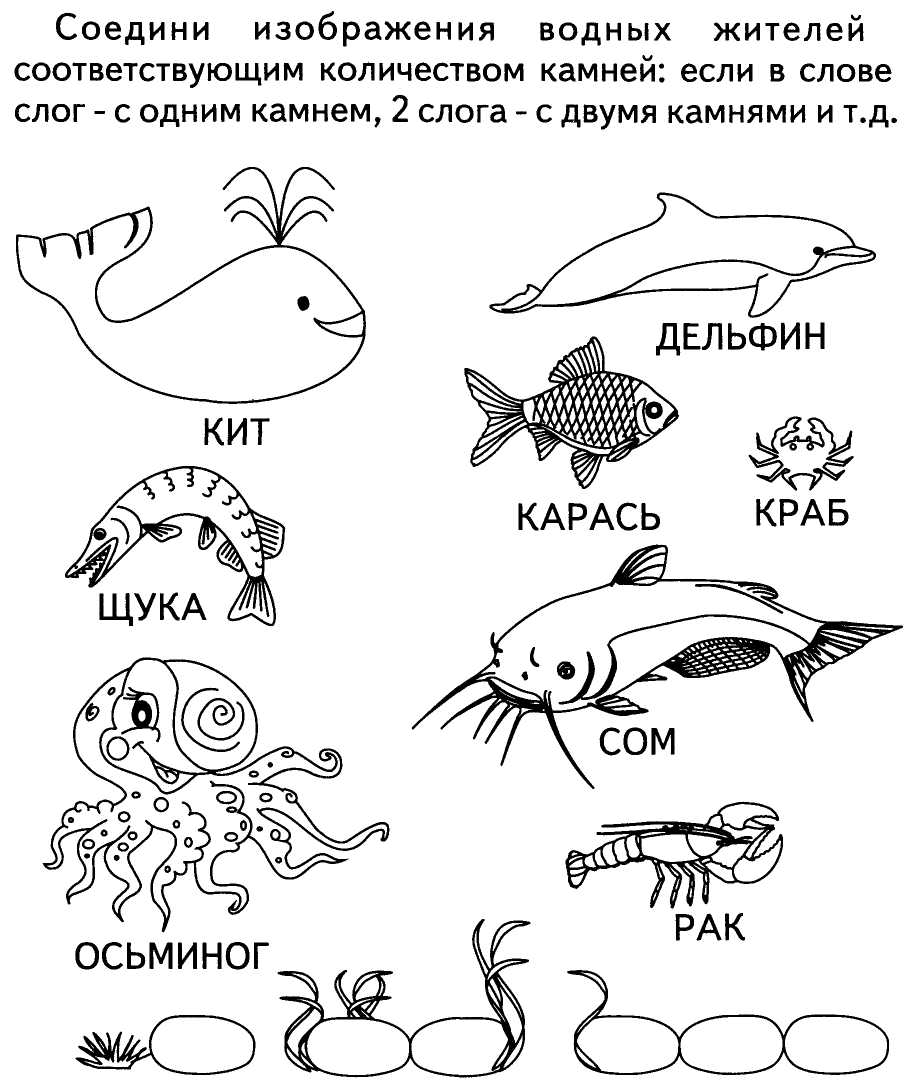 Соедини изображения водных жителей
соответствующим количеством камней: если в слове
слог - с одним камнем, 2 слога - с двумя камнями и т.д.
КИТ
ДЕЛЬФИН
КАРАСЬ
КРАБ
ЩУКА
СОМ
ОСЬМИНОГ
РАК